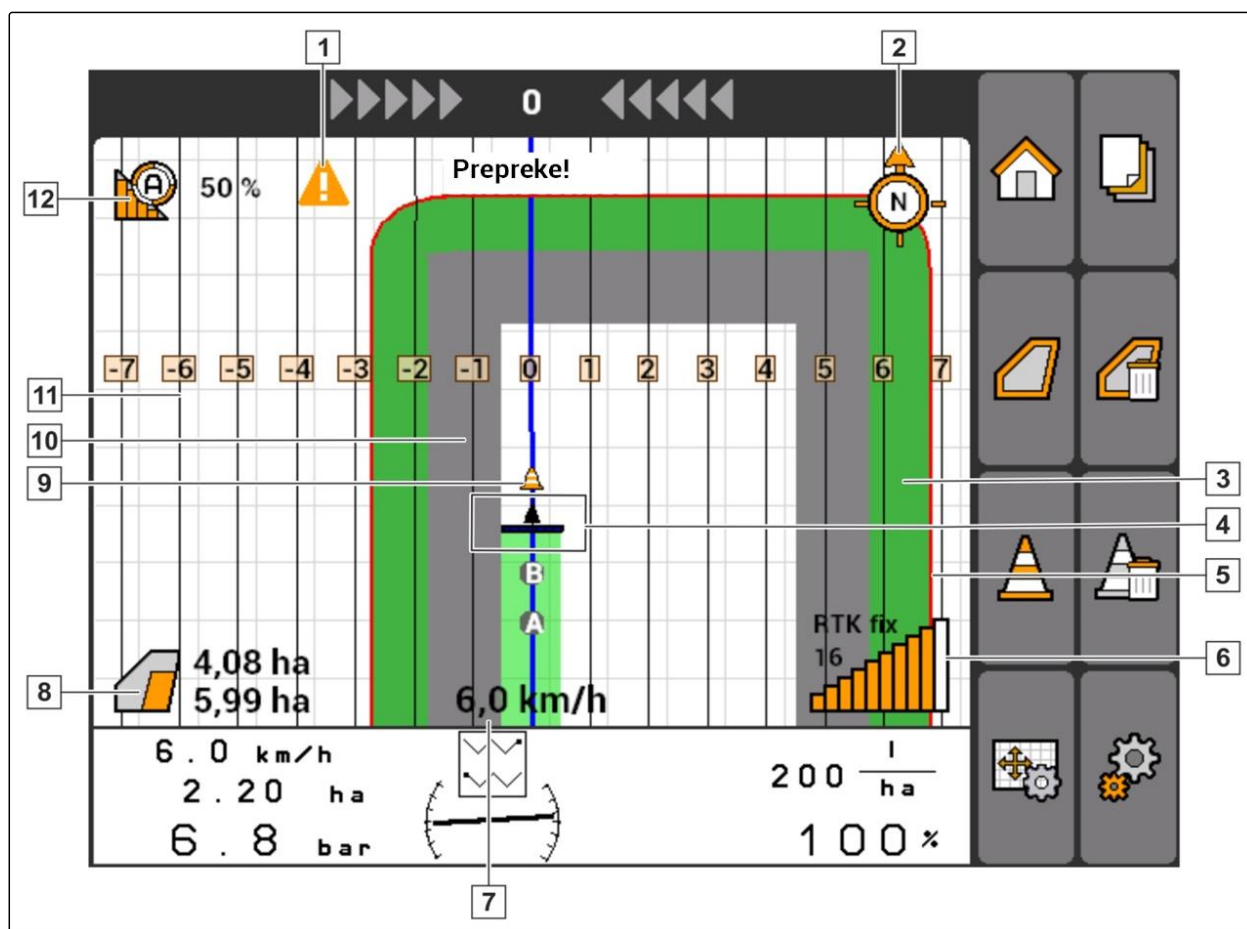 1
2
0
Prepreke!
A
50 %
N
12
-7 -6 -5 -4 -3 -2 -1 0 1 2 3 4 5 6 7
11
10
9
3
4
B
5
A
RTK fix
16
6
8
4,08 ha
5,99 ha
6,0 km/h
6.0 km/h
2.20 ha
6.8 bar
200 l
ha
100%
7